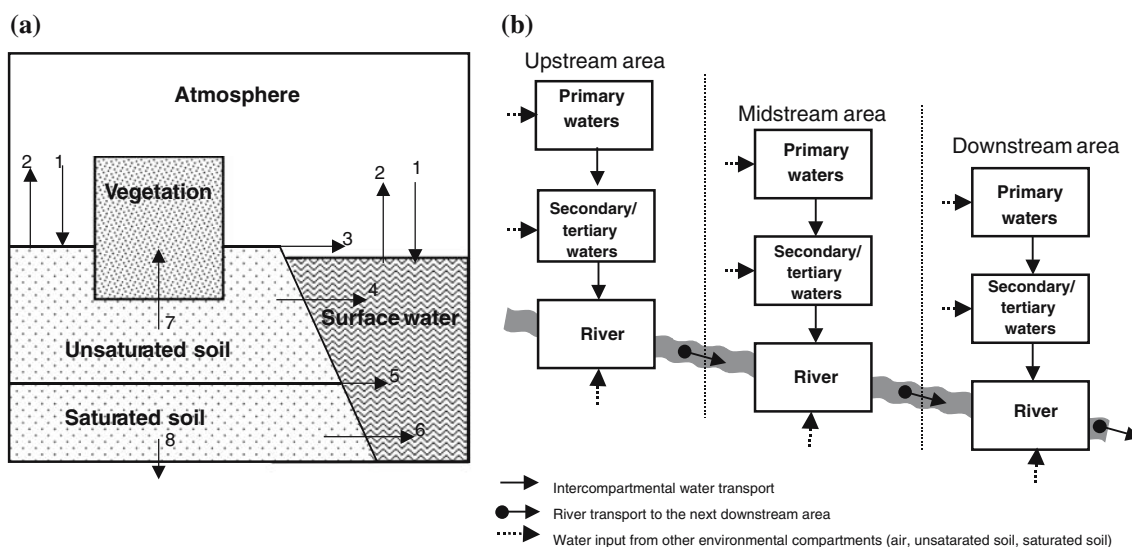 (a)
Atmosphere
2
1
Vegetation
2
1
3
4
Surface water
7
Unsaturated soil
5
Saturated soil
6
8
(b)
Upstream area
Primary
waters
Secondary/
tertiary
waters
River
Midstream area
Primary
waters
Secondary/
tertiary
waters
River
Downstream area
Primary
waters
Secondary/
tertiary
waters
River
Intercompartmental water transport
River transport to the next downstream area
Water input from other environmental compartments (air, unsatarated soil, saturated soil)